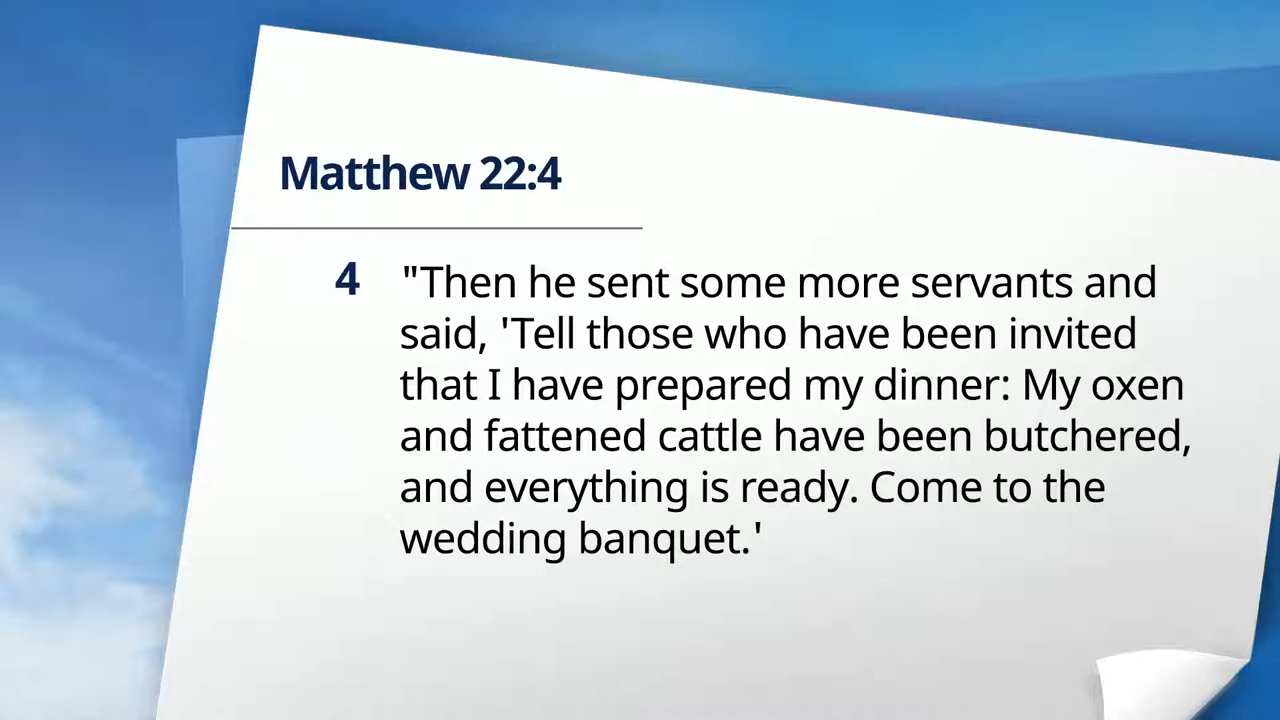 Matthew 22:4
4 "Then he sent some more servants and
said, 'Tell those who have been invited
that I have prepared my dinner: My oxen
and fattened cattle have been butchered,
and everything is ready. Come to the
wedding banquet.'